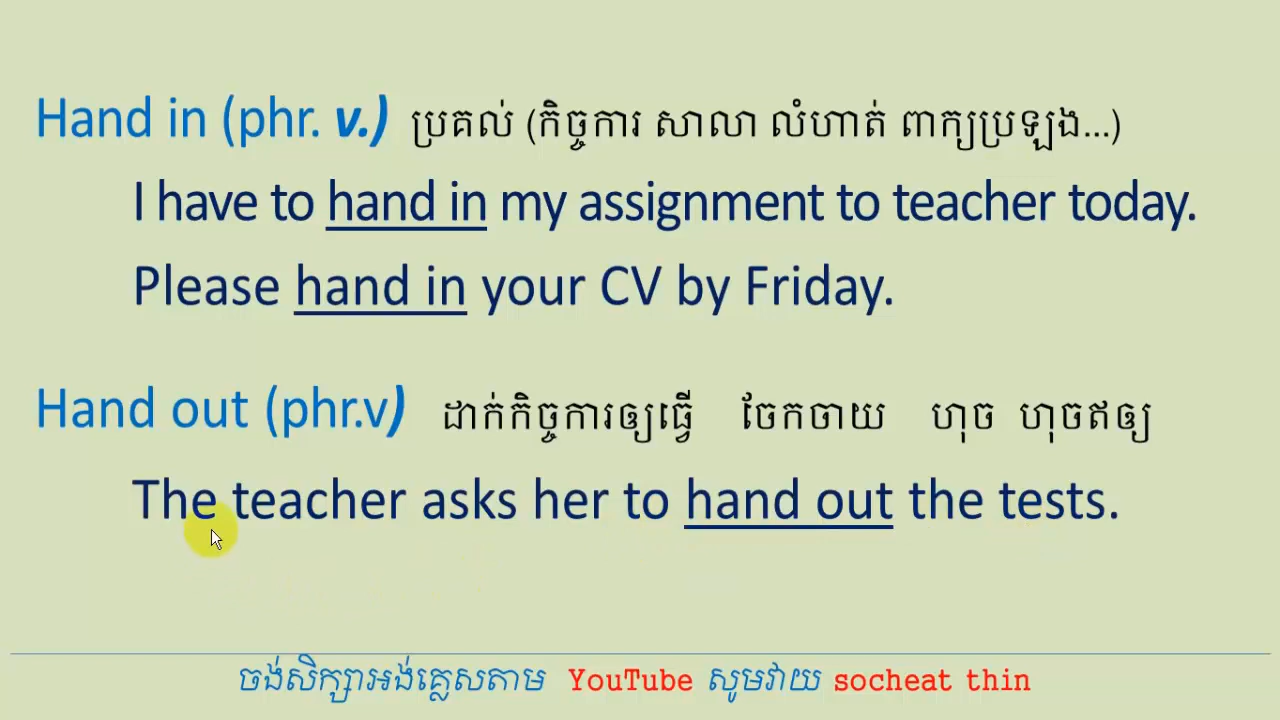 Hand in (phr. v.) ប្រគល់ (កិច្ចការ សាលា លំហាត់ ពាក្យប្រឡង...)
I have to hand in my assignment to teacher today.
Please hand in your CV by Friday.
Hand out (phr.v) ដាក់កិច្ចការឲ្យធ្វើ ចែកចាយ ហុច ហុចឥឲ្យ
The teacher asks her to hand out the tests.
ចង់សិក្សាអង់គ្លេសតាម YouTube សូមវាយ socheat thin